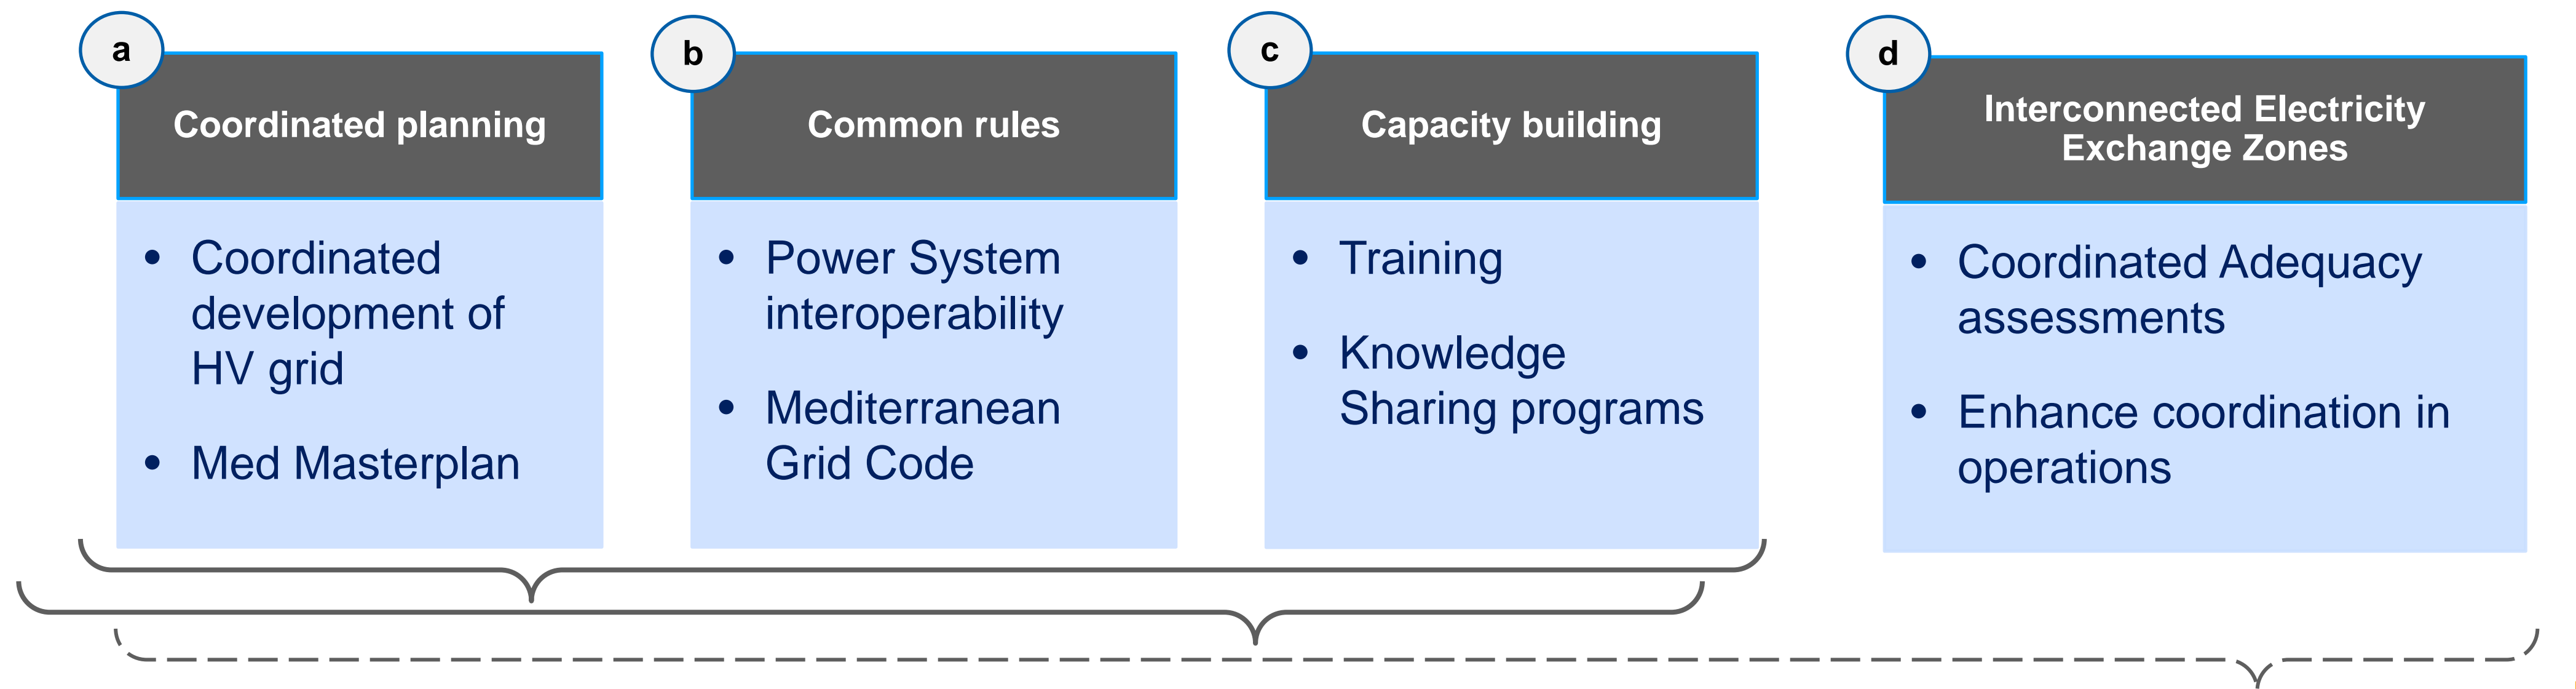 a
Coordinated planning
• Coordinated
development of
HV grid
• Med Masterplan
b
Common rules
• Power System
interoperability
• Mediterranean
Grid Code
c
Capacity building
• Training
• Knowledge
Sharing programs
d
Interconnected Electricity
Exchange Zones
• Coordinated Adequacy
assessments
• Enhance coordination in
operations